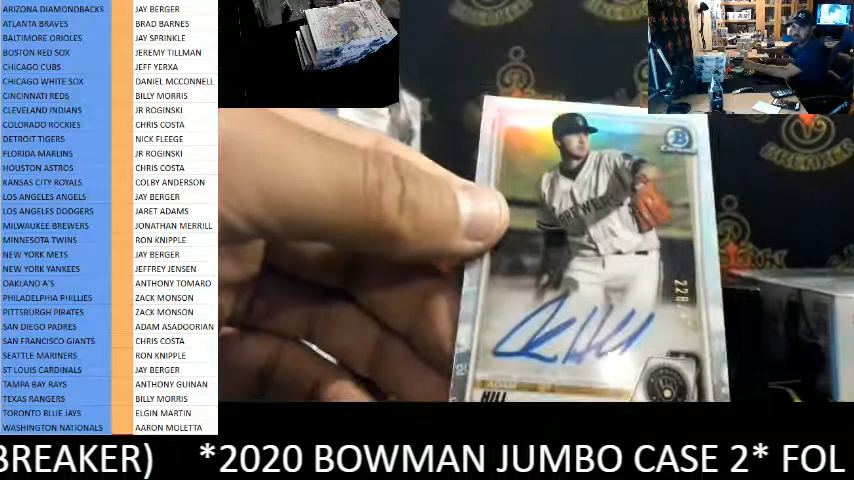 ARIZONA DIAMONDBACKS JAY BERGER
ATLANTA BRAVES BRAD BARNES
BALTIMORE ORIOLES JAY SPRINKLE
BOSTON RED SOX JEREMY TILLMAN
CHICAGO CUBS JEFF YERXA
CHICAGO WHITE SOX DANIEL MCCONNELL
CINCINNATI REDS BILLY MORRIS
CLEVELAND INDIANS JR ROGINSKI
COLORADO ROCKIES CHRIS COSTA
DETROIT TIGERS NICK FLEEGE
FLORIDA MARLINS JR ROGINSKI
HOUSTON ASTROS CHRIS COSTA
KANSAS CITY ROYALS COLBY ANDERSON
LOS ANGELES ANGELS JAY BERGER
LOS ANGELES DODGERS JARET ADAMS
MILWAUKEE BREWERS JONATHAN MERRILL
MINNESOTA TWINS RON KNIPPLE
NEW YORK METS JAY BERGER
NEW YORK YANKEES JEFFREY JENSEN
OAKLAND A'S ANTHONY TOMARO
PHILADELPHIA PHILLIES ZACK MONSON
PITTSBURGH PIRATES ZACK MONSON
SAN DIEGO PADRES ADAM ASADOORIAN
SAN FRANCISCO GIANTS CHRIS COSTA
SEATTLE MARINERS RON KNIPPLE
ST LOUIS CARDINALS JAY BERGER
TAMPA BAY RAYS ANTHONY GUINAN
TEXAS RANGERS BILLY MORRIS
TORONTO BLUE JAYS ELGIN MARTIN
WASHINGTON NATIONALS AARON MOLETTA
BREWERS
228
ADAM
HILL
BREAKER
BREAKER) *2020 BOWMAN JUMBO CASE 2* FOL